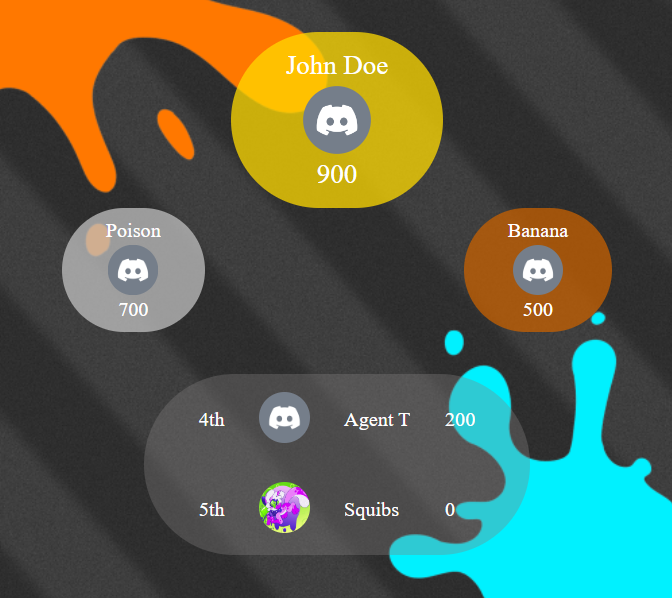 John Doe
900
Poison
700
Banana
500
4th Agent T 200
5th Squibs 0